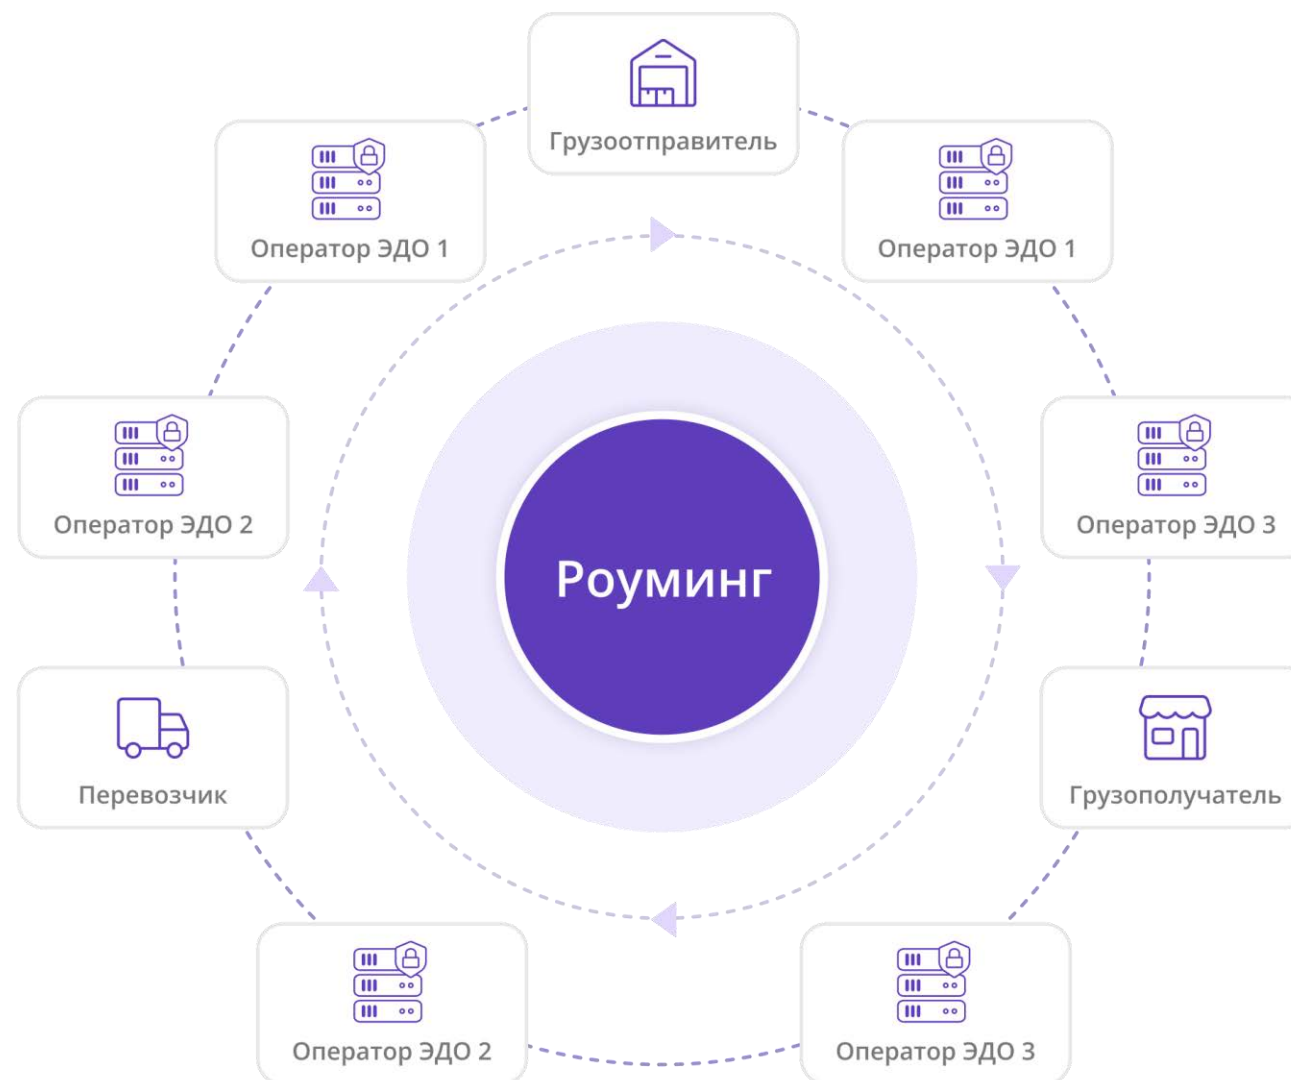 Грузоотправитель
Оператор ЭДО 1
Оператор ЭДО 1
Оператор ЭДО 2
Оператор ЭДО 3
Роуминг
Перевозчик
Грузополучатель
Оператор ЭДО 2
Оператор ЭДО 3